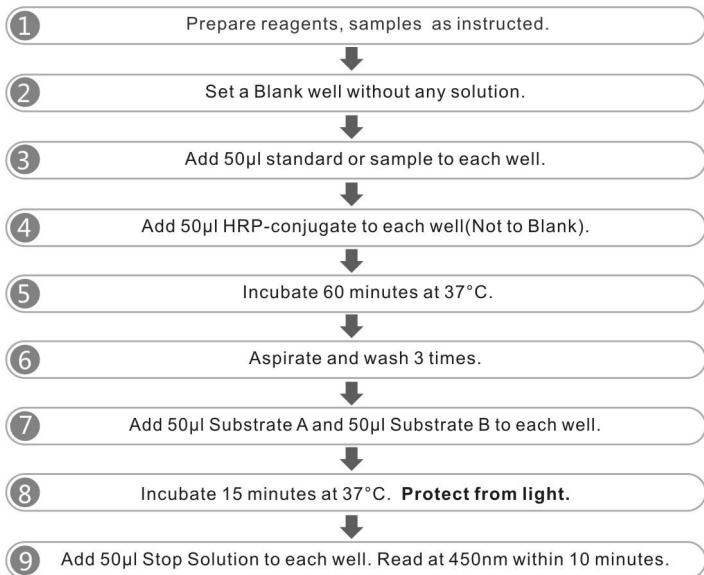 1 Prepare reagents, samples as instructed.
2 Set a Blank well without any solution.
3 Add 50μl standard or sample to each well.
4 Add 50μl HRP-conjugate to each well(Not to Blank).
5 Incubate 60 minutes at 37°C.
6 Aspirate and wash 3 times.
7 Add 50μl Substrate A and 50μl Substrate B to each well.
8 Incubate 15 minutes at 37°C. Protect from light.
9 Add 50μl Stop Solution to each well. Read at 450nm within 10 minutes.